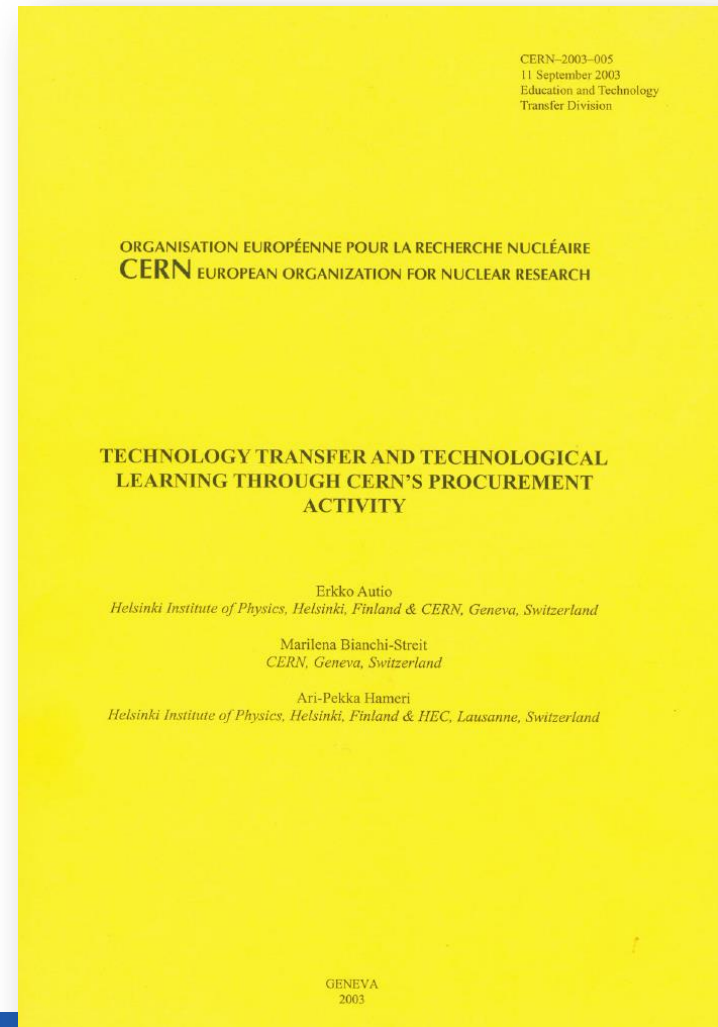 CERN–2003–005
11 September 2003
Education and Technology
Transfer Division
ORGANISATION EUROPÉENNE POUR LA RECHERCHE NUCLÉAIRE
CERN EUROPEAN ORGANIZATION FOR NUCLEAR RESEARCH
TECHNOLOGY TRANSFER AND TECHNOLOGICAL
LEARNING THROUGH CERN'S PROCUREMENT
ACTIVITY
Erkko Autio
Helsinki Institute of Physics, Helsinki, Finland & CERN, Geneva, Switzerland
Marilena Bianchi-Streit
CERN, Geneva, Switzerland
Ari-Pekka Hameri
Helsinki Institute of Physics, Helsinki, Finland & HEC, Lausanne, Switzerland
GENEVA
2003